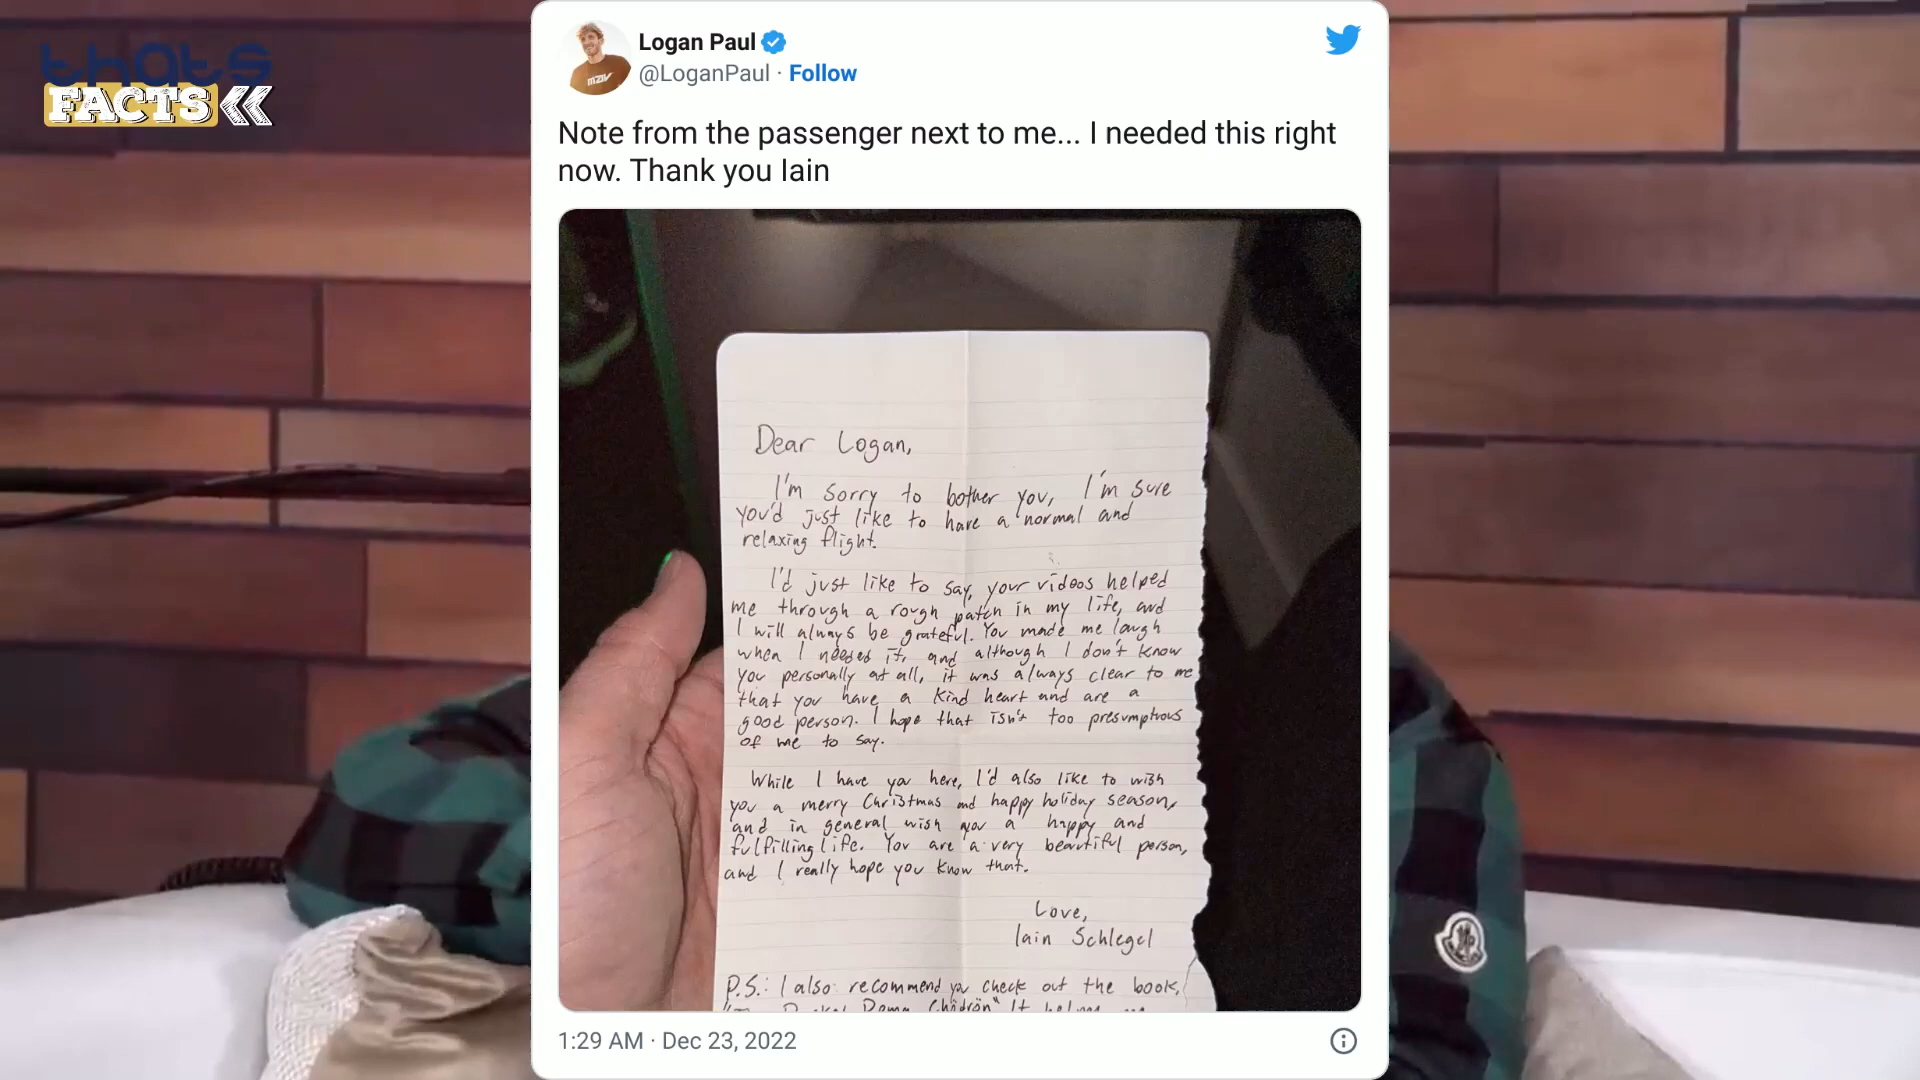 thats
FACTS
Logan Paul
@LoganPaul · Follow
Note from the passenger next to me... I needed this right
now. Thank you Iain
Dear Logan,
I'm sorry to bother you, I'm sure
you'd just like to have a normal and
relaxing flight.
I'd just like to say, your videos helped
me through a rough patch in my life, and
I will always be grateful. You made me laugh
when I needed it, and although I don't know
you personally at all, it was always clear to me
that you have a kind heart and are a
good person. I hope that isn't too presumptuous
of me to say.
While I have you here, I'd also like to wish
you a merry Christmas and happy holiday season,
and in general wish you a happy and
fulfilling life. You are a very beautiful person,
and I really hope you know that.
Love,
Iain Schlegel
P.S.: I also recommend you check out the book,
1:29 AM · Dec 23, 2022